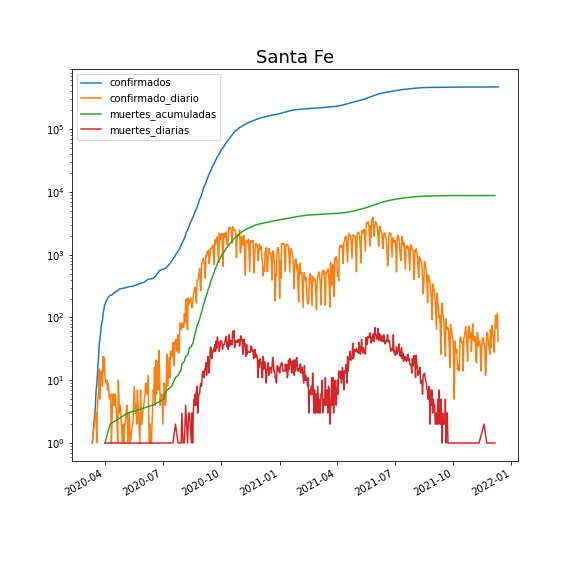 Santa Fe
confirmados
confirmado_diario
muertes_acumuladas
muertes_diarias
10^5
10^4
10^3
10^2
10^1
10^0
2020-04 2020-07 2020-10 2021-01 2021-04 2021-07 2021-10 2022-01